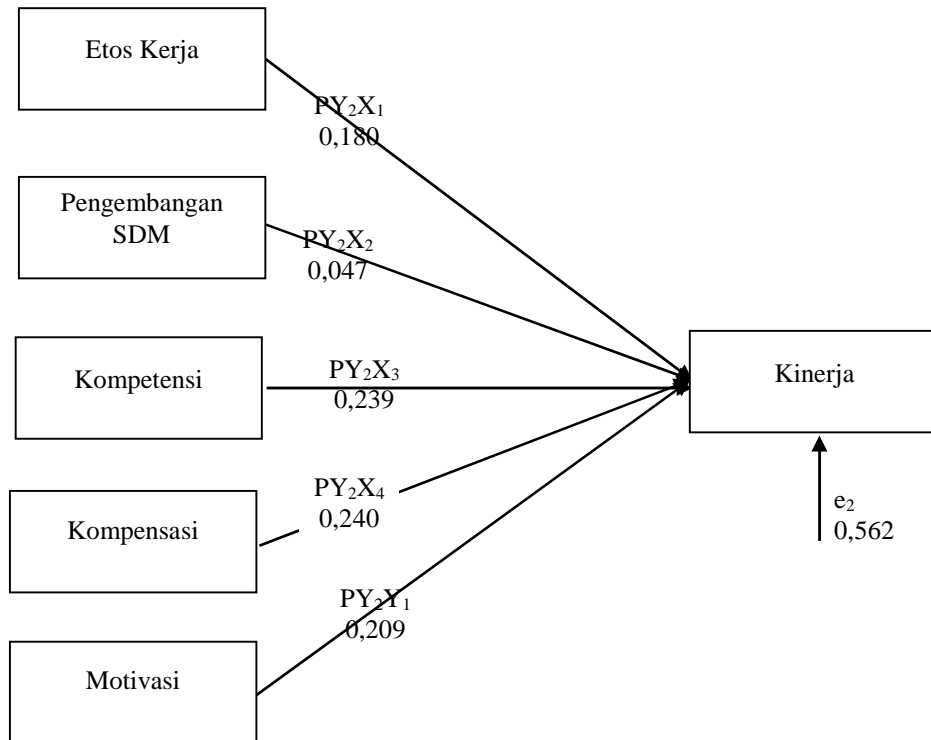 Etos Kerja
PY₂X₁
0,180
Pengembangan
SDM
PY₂X₂
0,047
Kompetensi
PY₂X₃
0,239
Kinerja
Kompensasi
PY₂X₄
0,240
e₂
0,562
Motivasi
PY₂Y₁
0,209